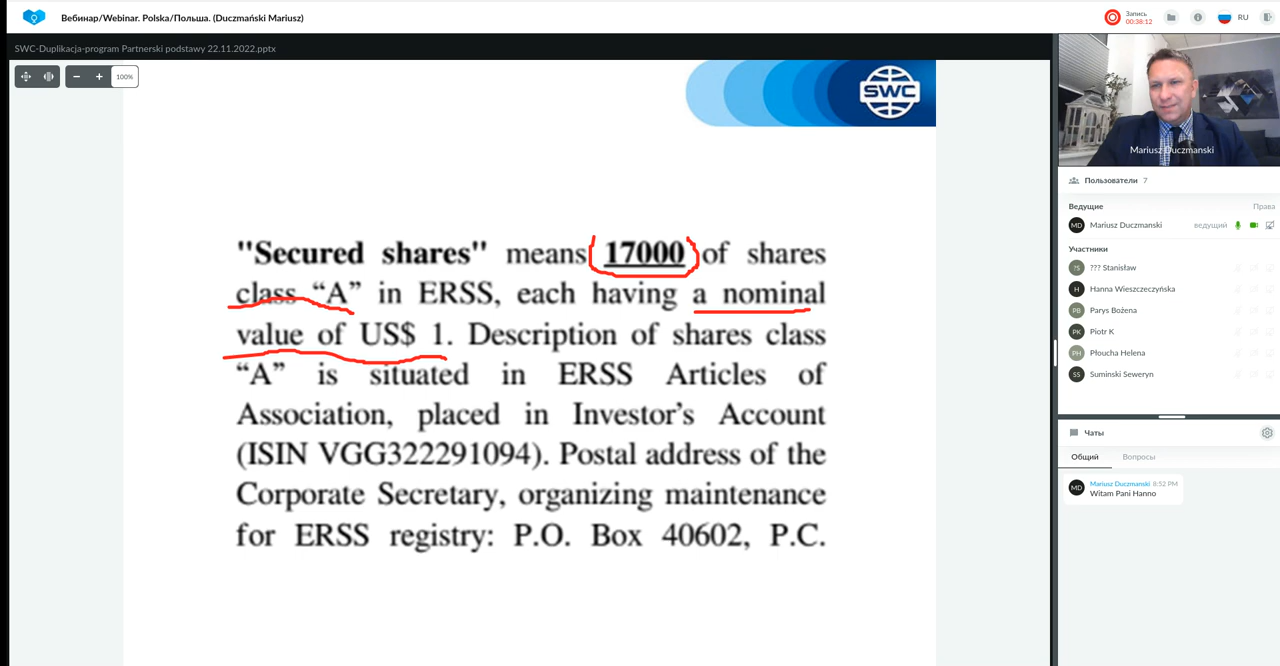 Вебинар/Webinar. Polska/Польша. (Duczmański Mariusz)
Запись
00:38:12
RU
SWC-Duplikacja-program Partnerski podstawy 22.11.2022.pptx
100%
SWC
"Secured shares" means 17000 of shares
class “A” in ERSS, each having a nominal
value of US$ 1. Description of shares class
“A” is situated in ERSS Articles of
Association, placed in Investor’s Account
(ISIN VGG322291094). Postal address of the
Corporate Secretary, organizing maintenance
for ERSS registry: P.O. Box 40602, P.C.
Mariusz Duczmanski
Пользователи 7
Ведущие Права
MD Mariusz Duczmanski ведущий
Участники
?S ??? Stanisław
H Hanna Wieszczeczyńska
PB Parys Bożena
PK Piotr K
PH Płoucha Helena
SS Suminski Seweryn
Чаты
Общий Вопросы
MD Mariusz Duczmanski 8:52 PM
Witam Pani Hanno